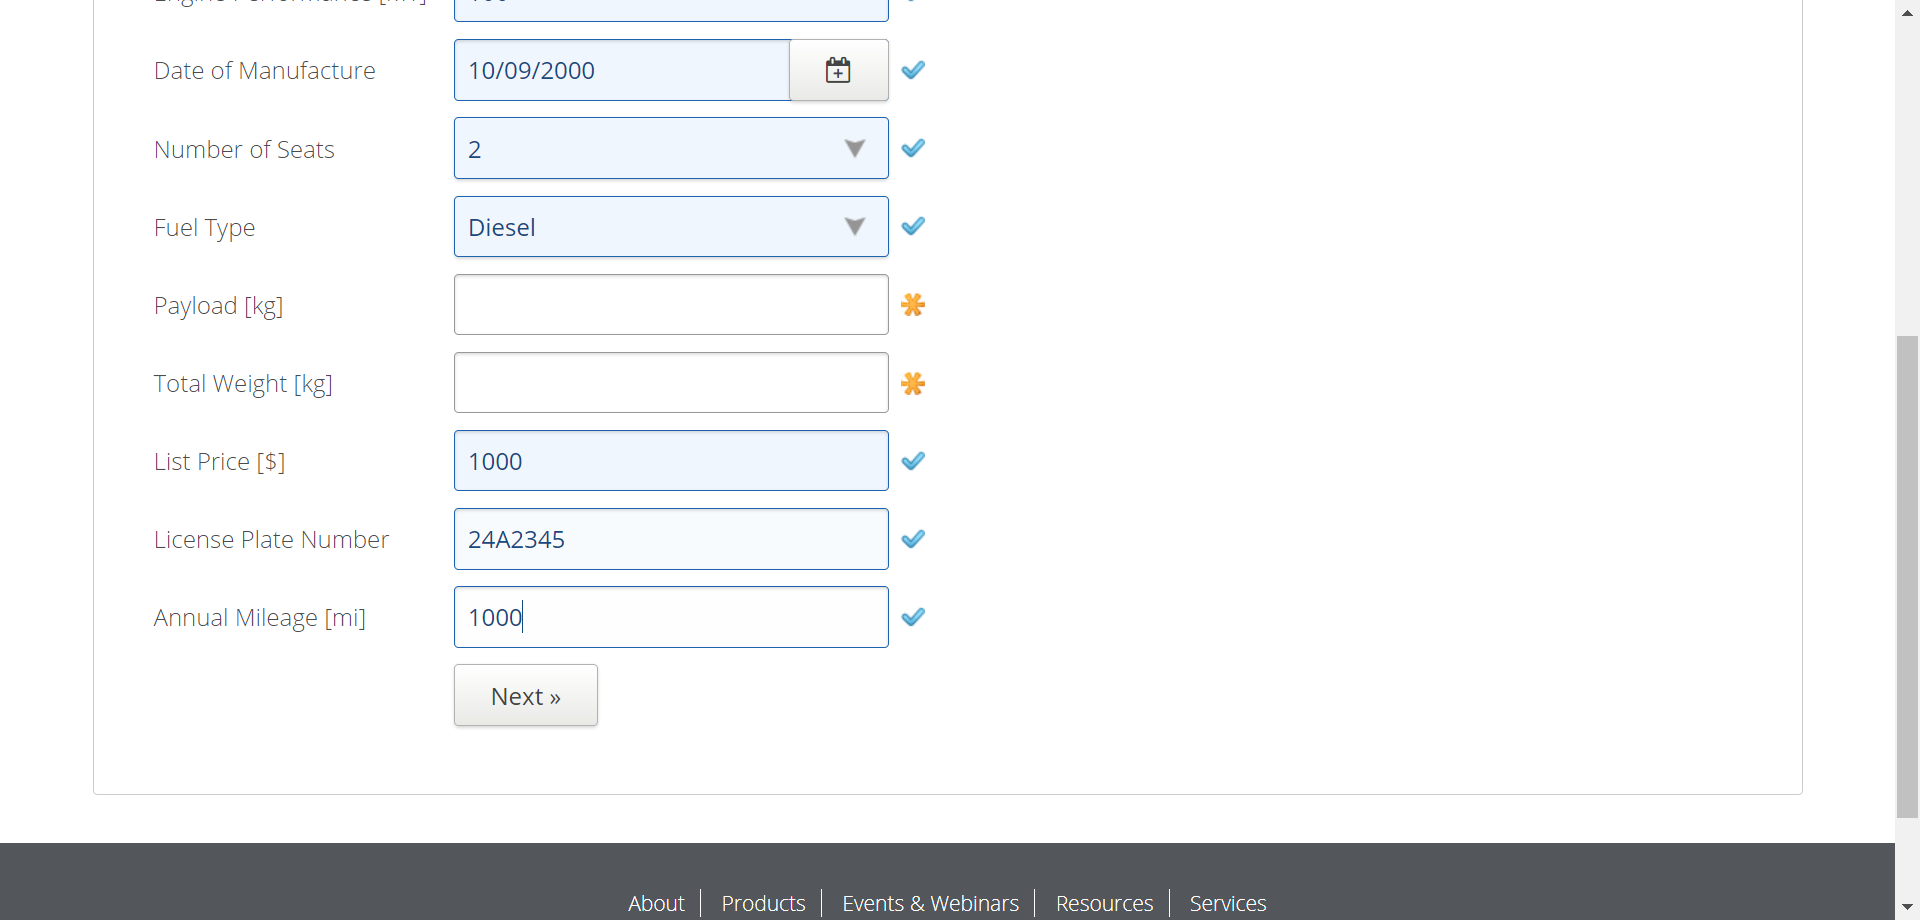 Date of Manufacture 10/09/2000
Number of Seats 2
Fuel Type Diesel
Payload [kg]
Total Weight [kg]
List Price [$] 1000
License Plate Number 24A2345
Annual Mileage [mi] 1000
Next »
About Products Events & Webinars Resources Services